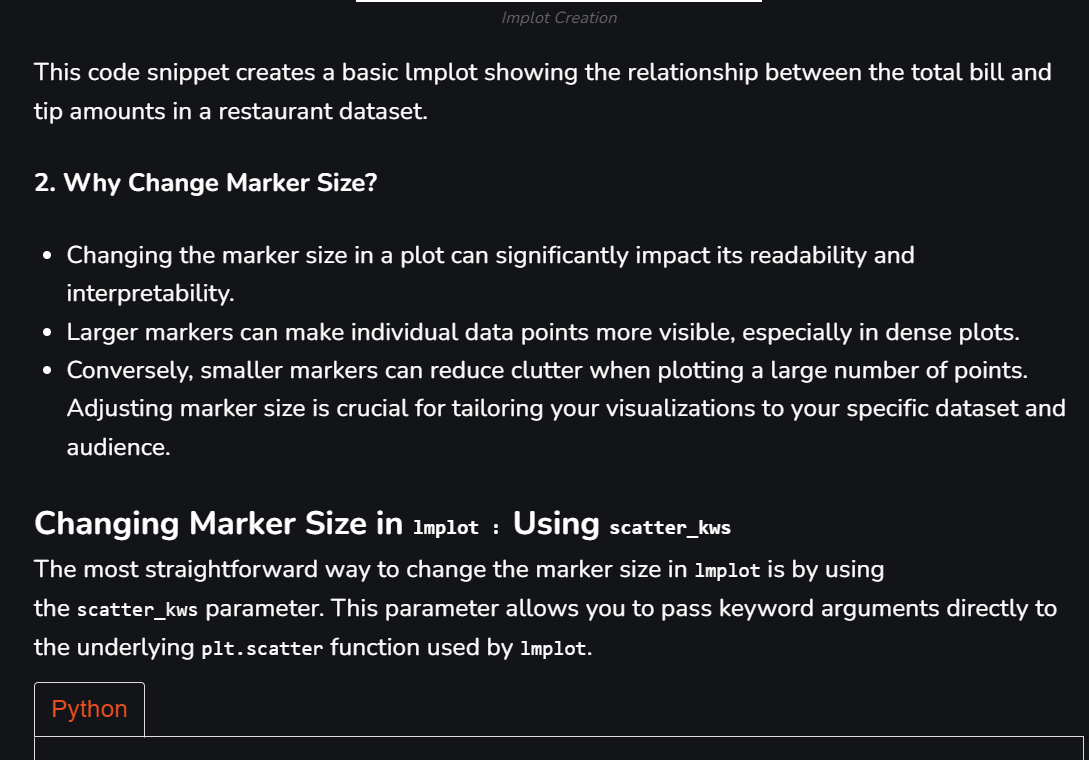 lmplot Creation
This code snippet creates a basic lmplot showing the relationship between the total bill and
tip amounts in a restaurant dataset.
2. Why Change Marker Size?
• Changing the marker size in a plot can significantly impact its readability and
interpretability.
• Larger markers can make individual data points more visible, especially in dense plots.
• Conversely, smaller markers can reduce clutter when plotting a large number of points.
Adjusting marker size is crucial for tailoring your visualizations to your specific dataset and
audience.
Changing Marker Size in lmplot : Using scatter_kws
The most straightforward way to change the marker size in lmplot is by using
the scatter_kws parameter. This parameter allows you to pass keyword arguments directly to
the underlying plt.scatter function used by lmplot.
Python